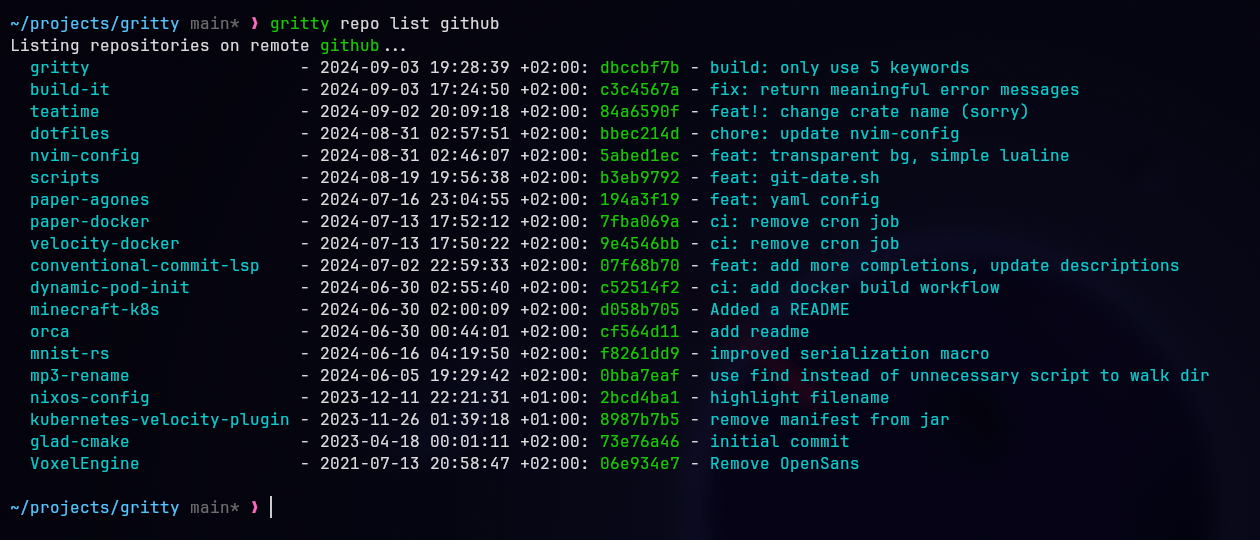 ~/projects/gritty main* ❯ gritty repo list github
Listing repositories on remote github...
gritty - 2024-09-03 19:28:39 +02:00: dbccbf7b - build: only use 5 keywords
build-it - 2024-09-03 17:24:50 +02:00: c3c4567a - fix: return meaningful error messages
teatime - 2024-09-02 20:09:18 +02:00: 84a6590f - feat!: change crate name (sorry)
dotfiles - 2024-08-31 02:57:51 +02:00: bbec214d - chore: update nvim-config
nvim-config - 2024-08-31 02:46:07 +02:00: 5abed1ec - feat: transparent bg, simple lualine
scripts - 2024-08-19 19:56:38 +02:00: b3eb9792 - feat: git-date.sh
paper-agones - 2024-07-16 23:04:55 +02:00: 194a3f19 - feat: yaml config
paper-docker - 2024-07-13 17:52:12 +02:00: 7fba069a - ci: remove cron job
velocity-docker - 2024-07-13 17:50:22 +02:00: 9e4546bb - ci: remove cron job
conventional-commit-lsp - 2024-07-02 22:59:33 +02:00: 07f68b70 - feat: add more completions, update descriptions
dynamic-pod-init - 2024-06-30 02:55:40 +02:00: c52514f2 - ci: add docker build workflow
minecraft-k8s - 2024-06-30 02:00:09 +02:00: d058b705 - Added a README
orca - 2024-06-30 00:44:01 +02:00: cf564d11 - add readme
mnist-rs - 2024-06-16 04:19:50 +02:00: f8261dd9 - improved serialization macro
mp3-rename - 2024-06-05 19:29:42 +02:00: 0bba7eaf - use find instead of unnecessary script to walk dir
nixos-config - 2023-12-11 22:21:31 +01:00: 2bcd4ba1 - highlight filename
kubernetes-velocity-plugin - 2023-11-26 01:39:18 +01:00: 8987b7b5 - remove manifest from jar
glad-cmake - 2023-04-18 00:01:11 +02:00: 73e76a46 - initial commit
VoxelEngine - 2021-07-13 20:58:47 +02:00: 06e934e7 - Remove OpenSans
~/projects/gritty main* ❯